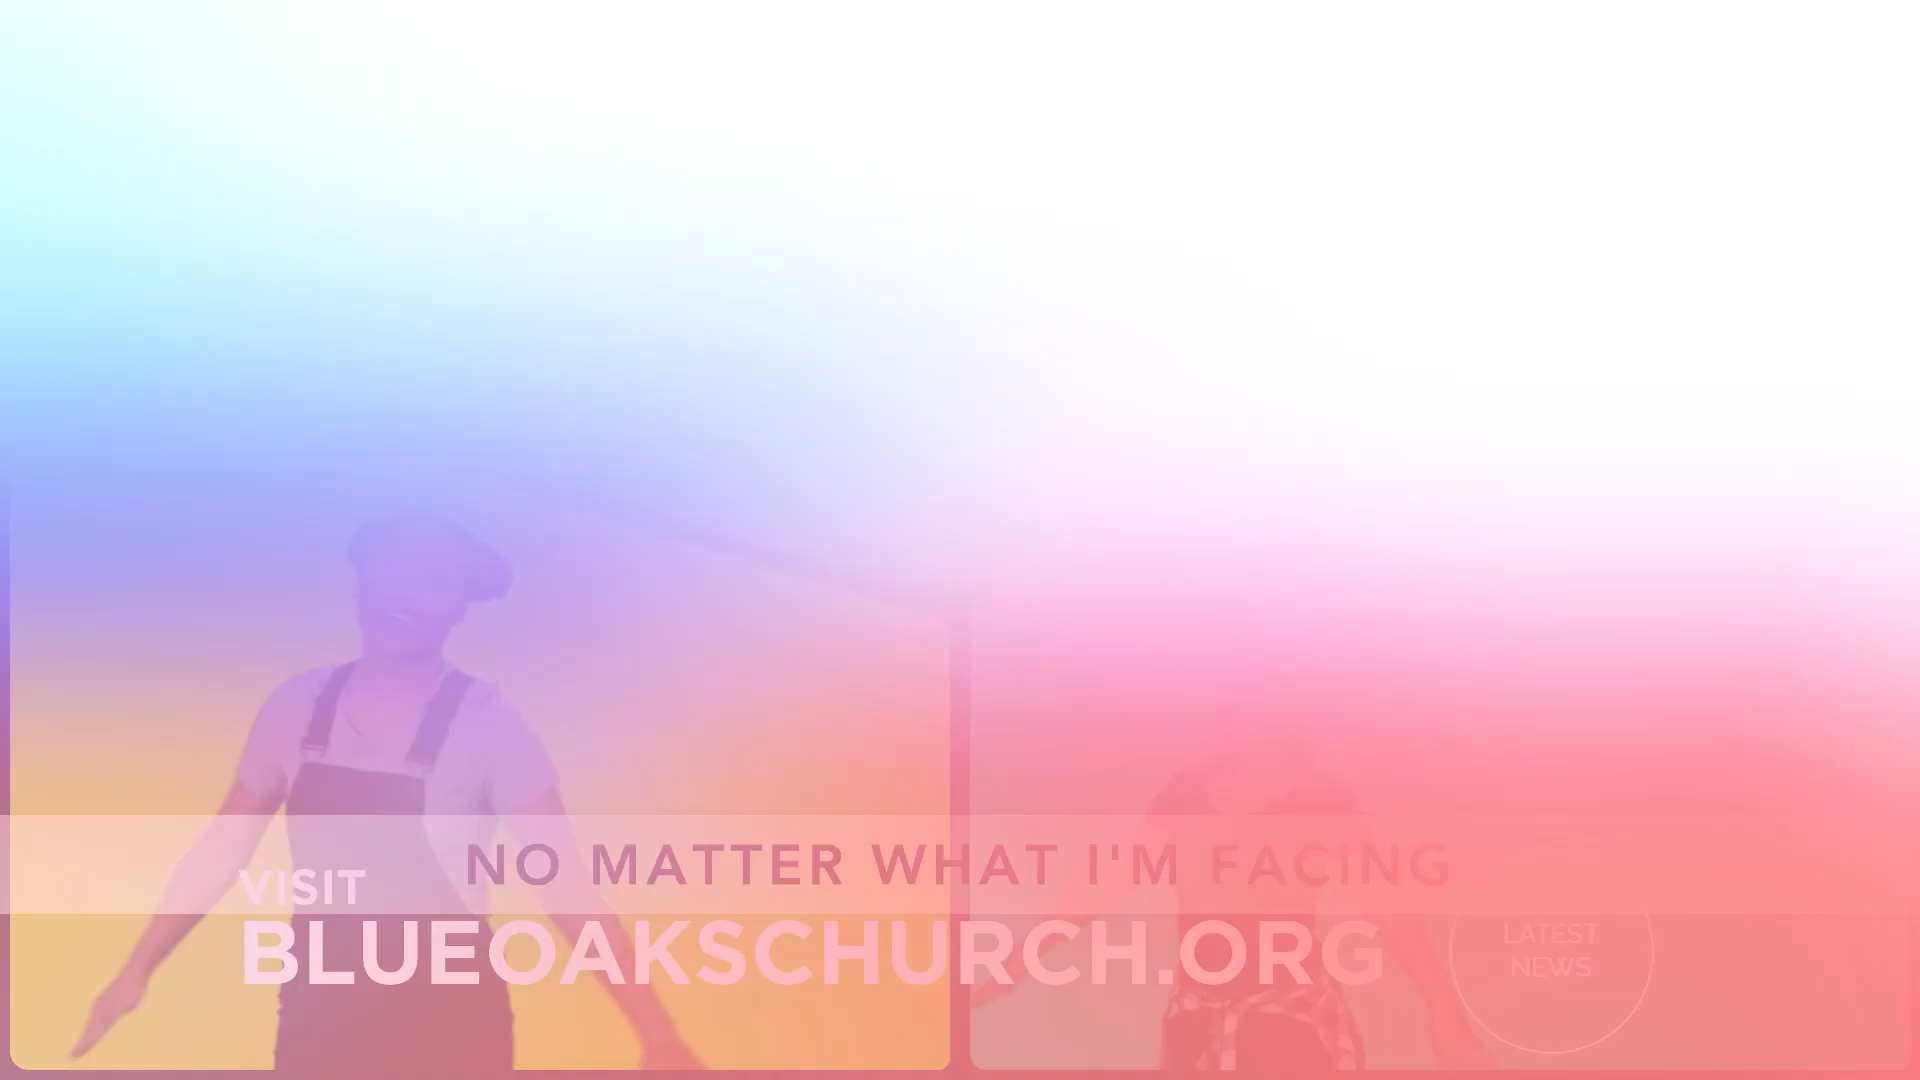 NO MATTER WHAT I'M FACING
VISIT
BLUEOAKSCHURCH.ORG
LATEST
NEWS